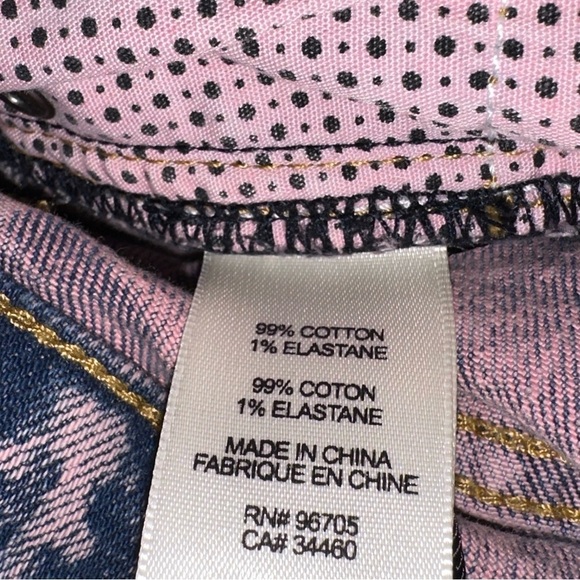 99% COTTON
1% ELASTANE
99% COTON
1% ELASTANE
MADE IN CHINA
FABRIQUE EN CHINE
RN# 96705
CA# 34460